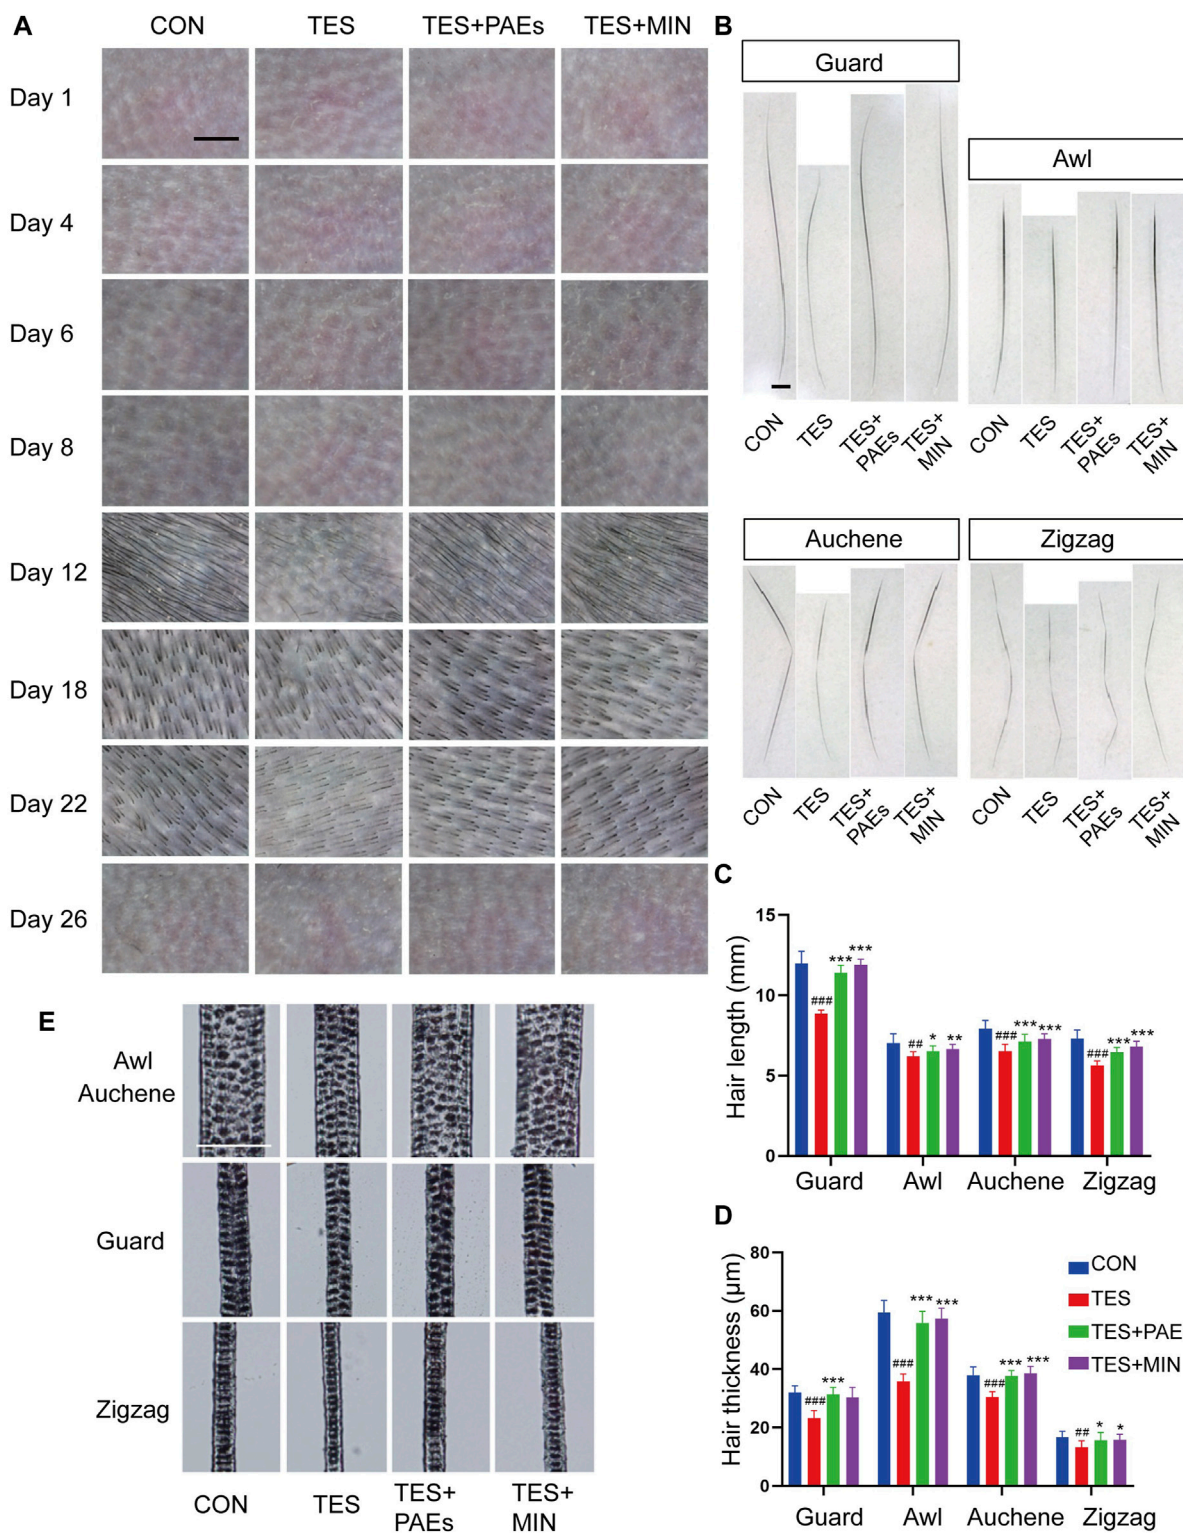 A
CON TES TES+PAEs TES+MIN
Day 1
Day 4
Day 6
Day 8
Day 12
Day 18
Day 22
Day 26
B
Guard
CON TES TES+ PAEs TES+ MIN
Awl
CON TES TES+ PAEs TES+ MIN
Auchene
CON TES TES+ PAEs TES+ MIN
Zigzag
CON TES TES+ PAEs TES+ MIN
C
Hair length (mm)
15
10
5
0
### *** ***
## * **
### *** ***
### *** ***
Guard Awl Auchene Zigzag
D
Hair thickness (µm)
80
60
40
20
0
### ***
### *** ***
### *** ***
## * *
Guard Awl Auchene Zigzag
CON
TES
TES+PAE
TES+MIN
E
Awl
Auchene
Guard
Zigzag
CON TES TES+ TES+
PAEs MIN